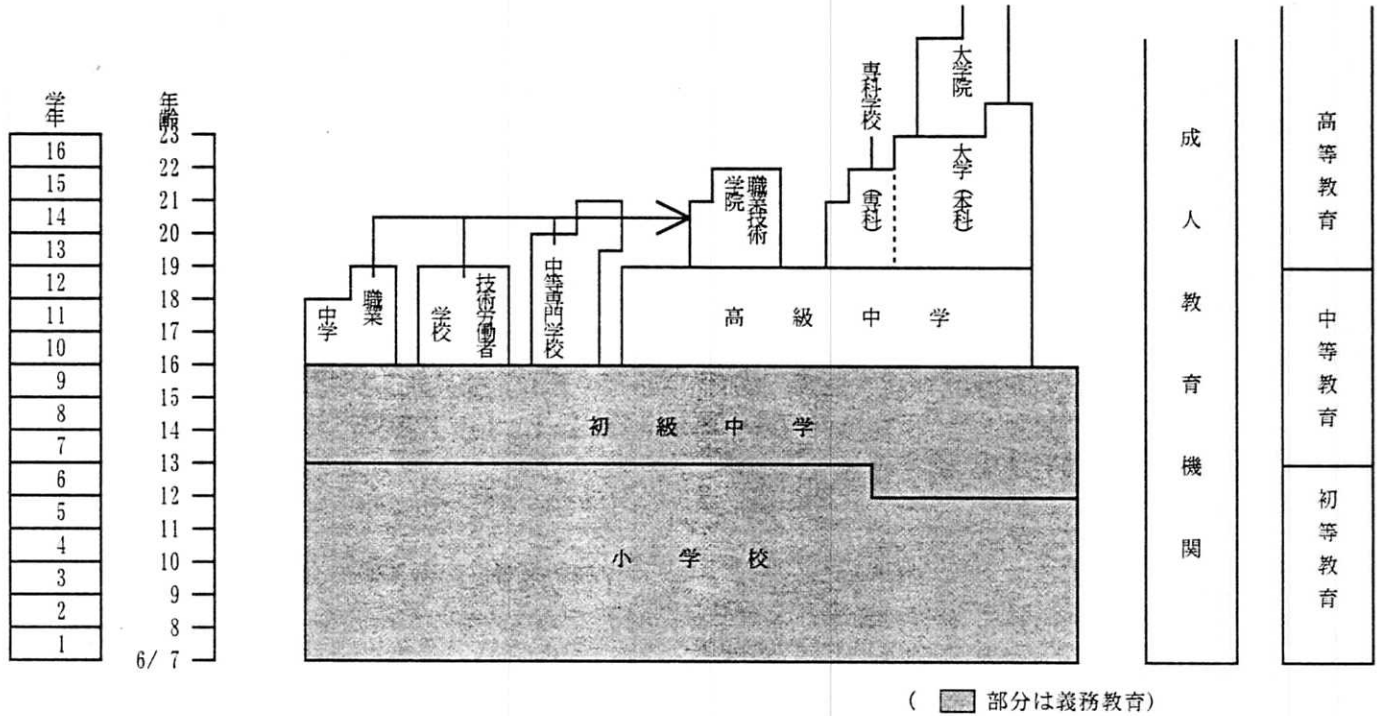 学年
16
15
14
13
12
11
10
9
8
7
6
5
4
3
2
1
年齢
23
22
21
20
19
18
17
16
15
14
13
12
11
10
9
8
6/ 7
職業
中学
技術労働者
学校
中等専門学校
職業技術
学院
専科学校
(専科)
大学院
大学(本科)
高級中学
初級中学
小学校
成人教育機関
高等教育
中等教育
初等教育
( 部分は義務教育)